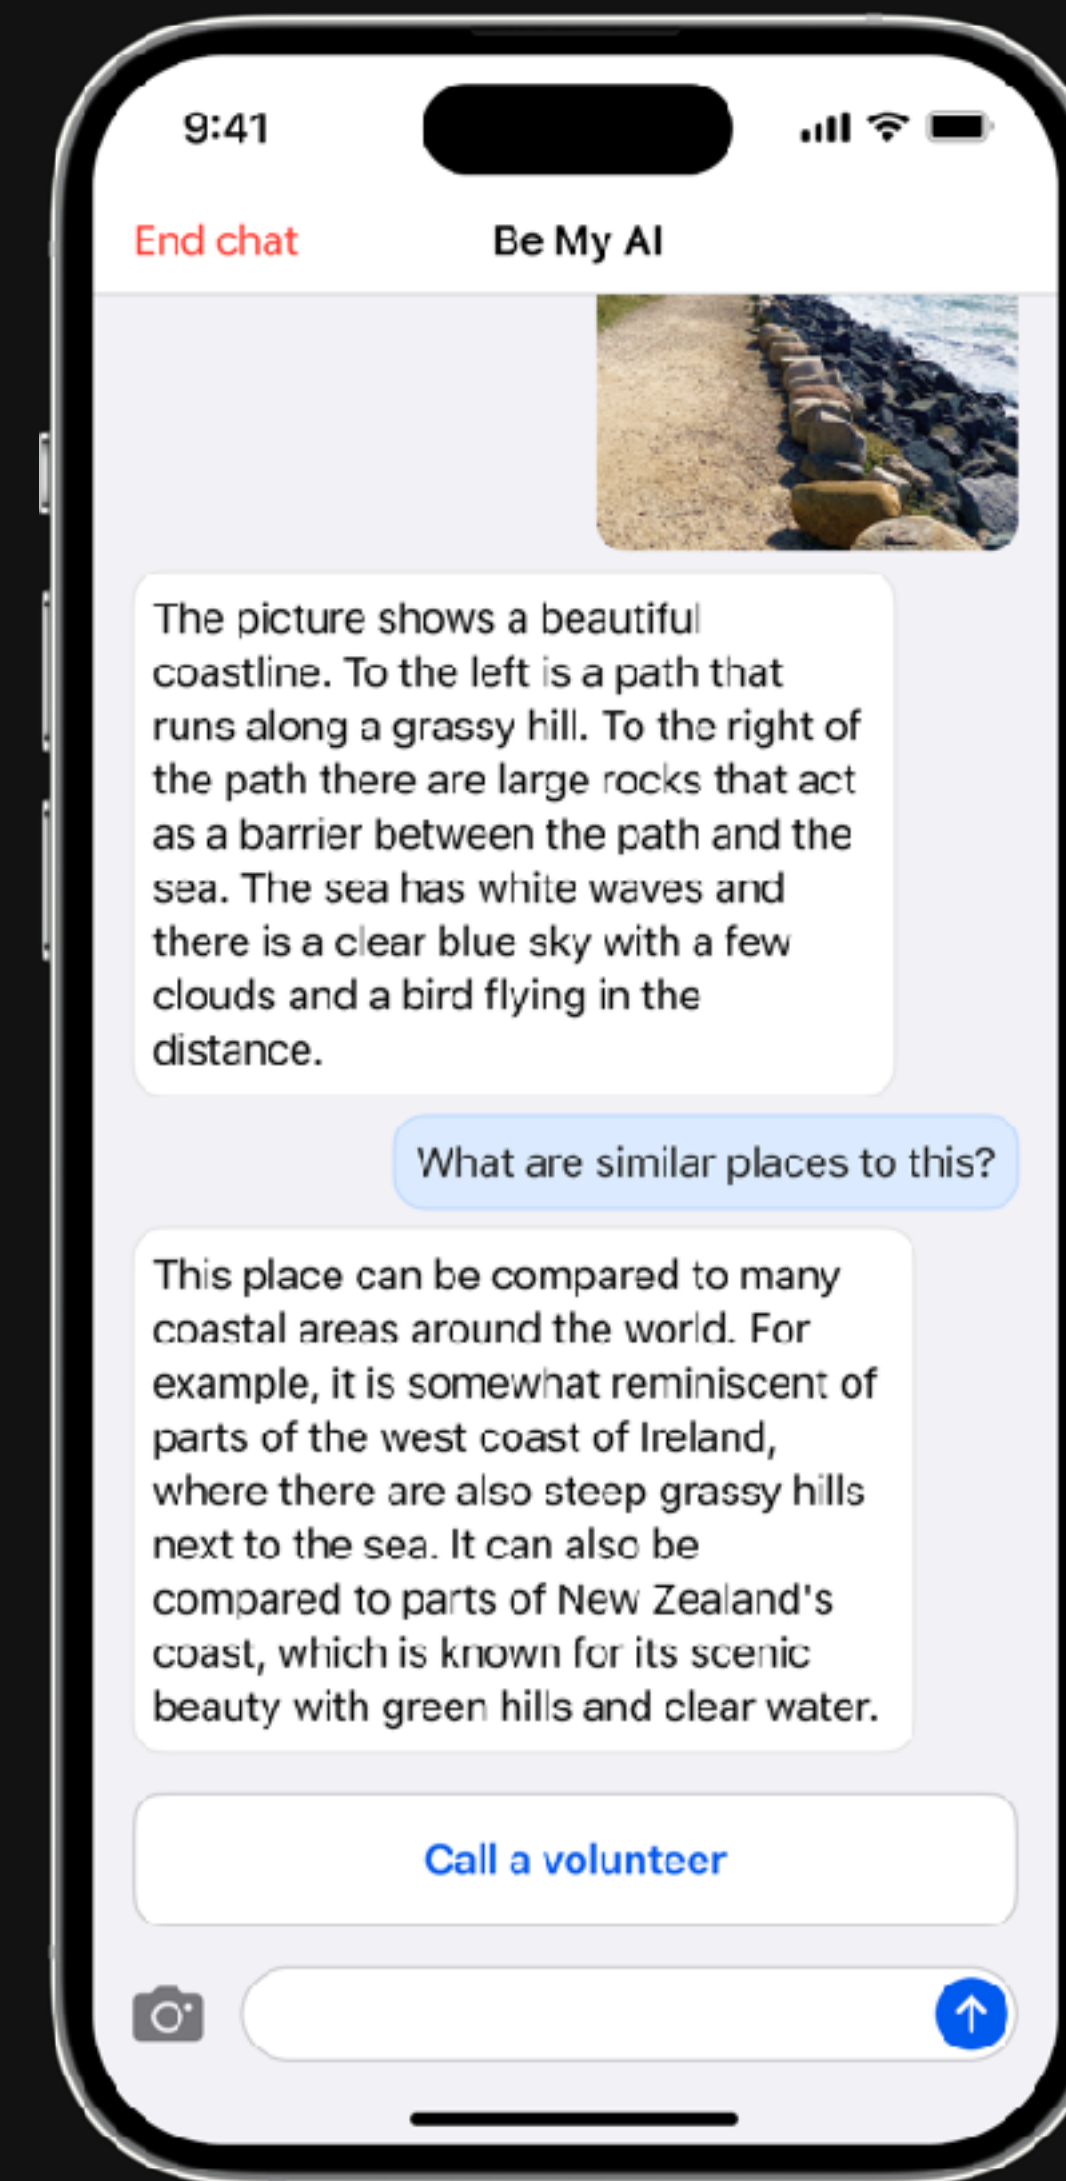 9:41
End chat
Be My AI
The picture shows a beautiful
coastline. To the left is a path that
runs along a grassy hill. To the right of
the path there are large rocks that act
as a barrier between the path and the
sea. The sea has white waves and
there is a clear blue sky with a few
clouds and a bird flying in the
distance.
What are similar places to this?
This place can be compared to many
coastal areas around the world. For
example, it is somewhat reminiscent of
parts of the west coast of Ireland,
where there are also steep grassy hills
next to the sea. It can also be
compared to parts of New Zealand's
coast, which is known for its scenic
beauty with green hills and clear water.
Call a volunteer